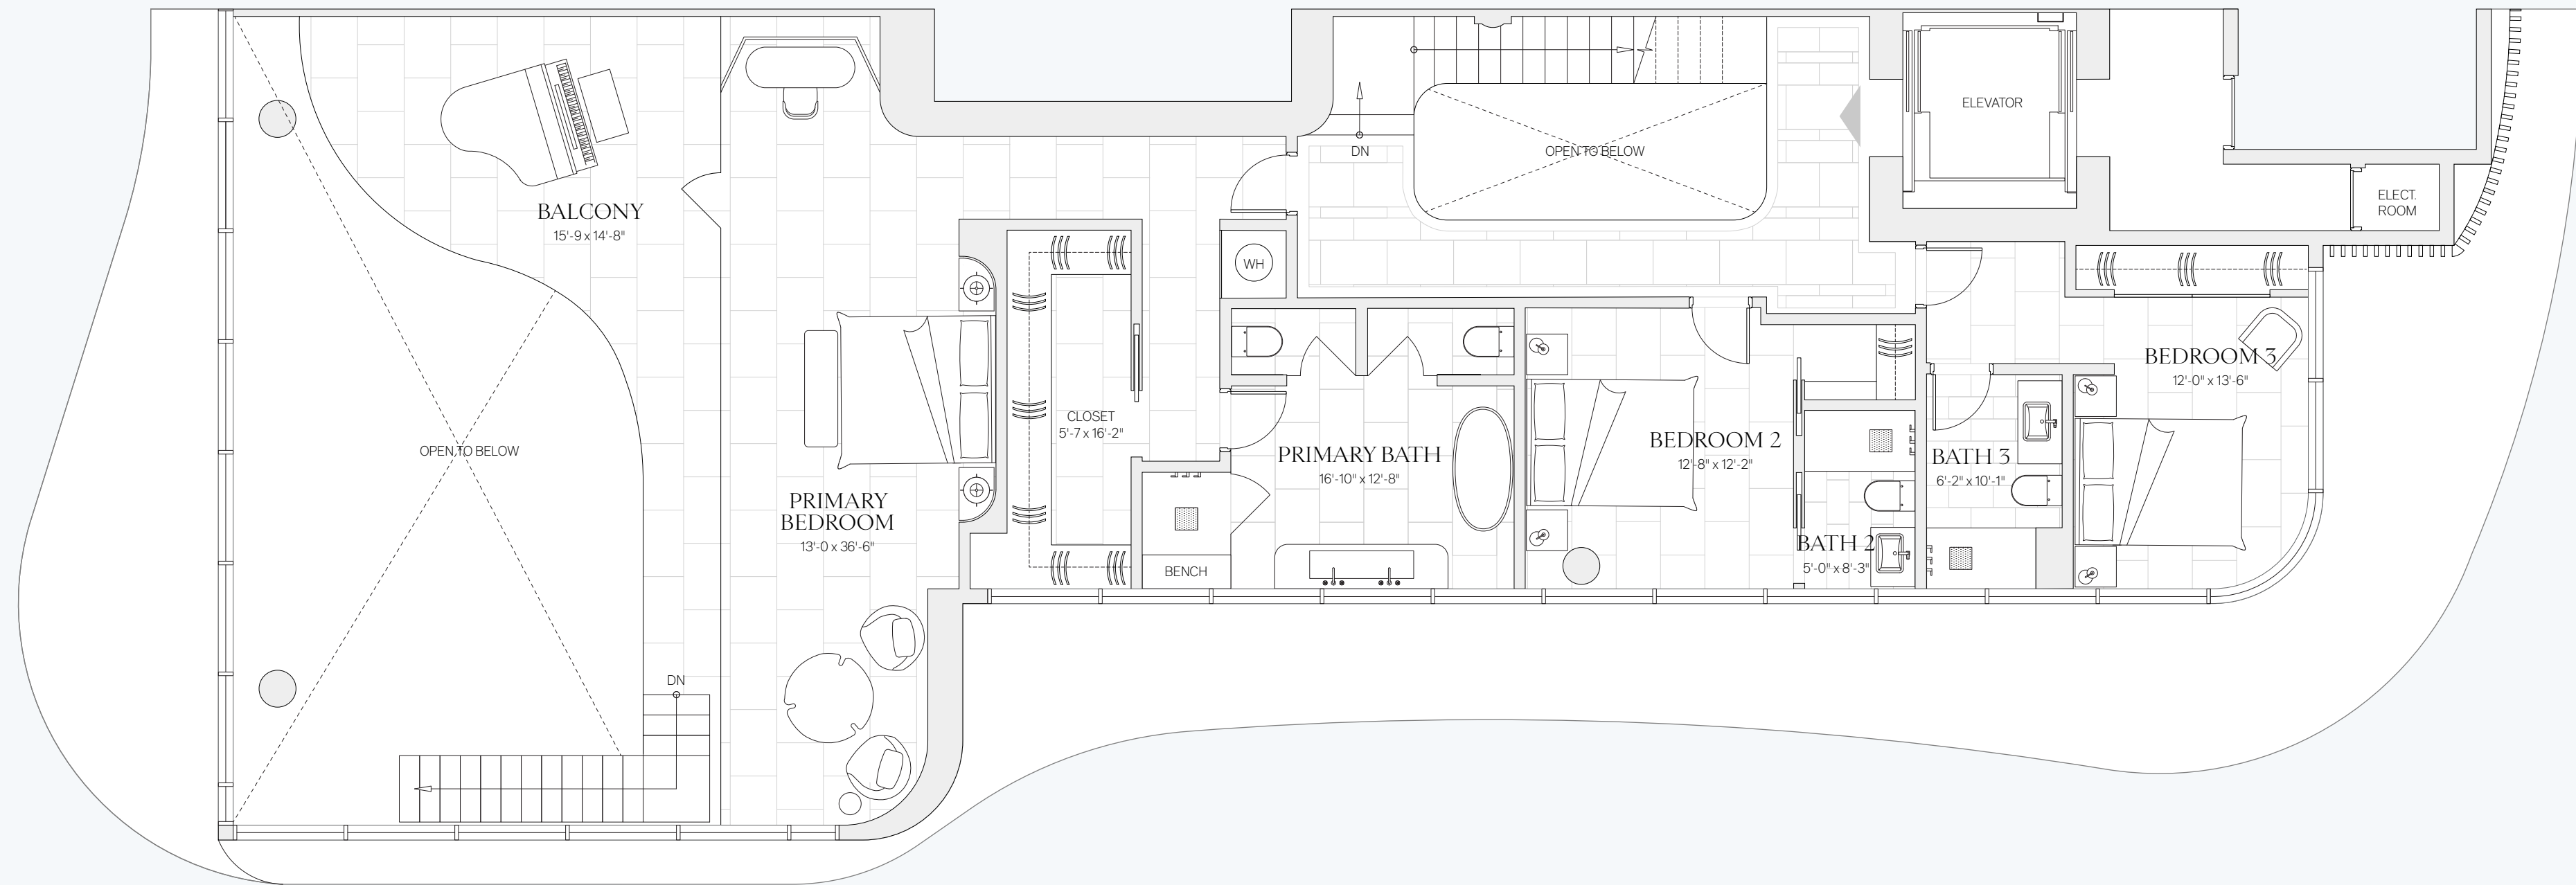 BALCONY
15'-9 x 14'-8"
OPEN TO BELOW
DN
PRIMARY
BEDROOM
13'-0 x 36'-6"
CLOSET
5'-7 x 16'-2"
WH
BENCH
PRIMARY BATH
16'-10" x 12'-8"
DN
OPEN TO BELOW
BEDROOM 2
12'-8" x 12'-2"
BATH 2
5'-0" x 8'-3"
ELEVATOR
BATH 3
6'-2" x 10'-1"
BEDROOM 3
12'-0" x 13'-6"
ELECT.
ROOM